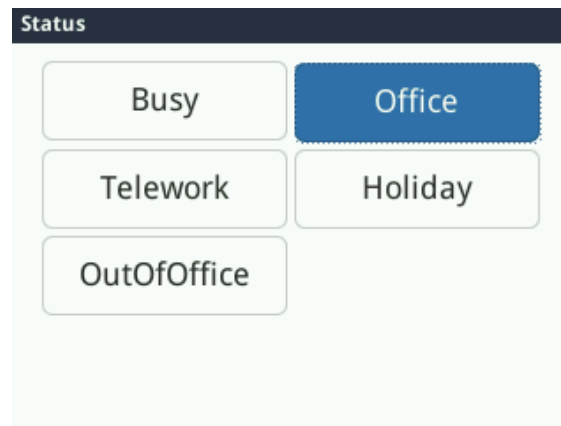 Status
Busy
Office
Telework
Holiday
OutOfOffice